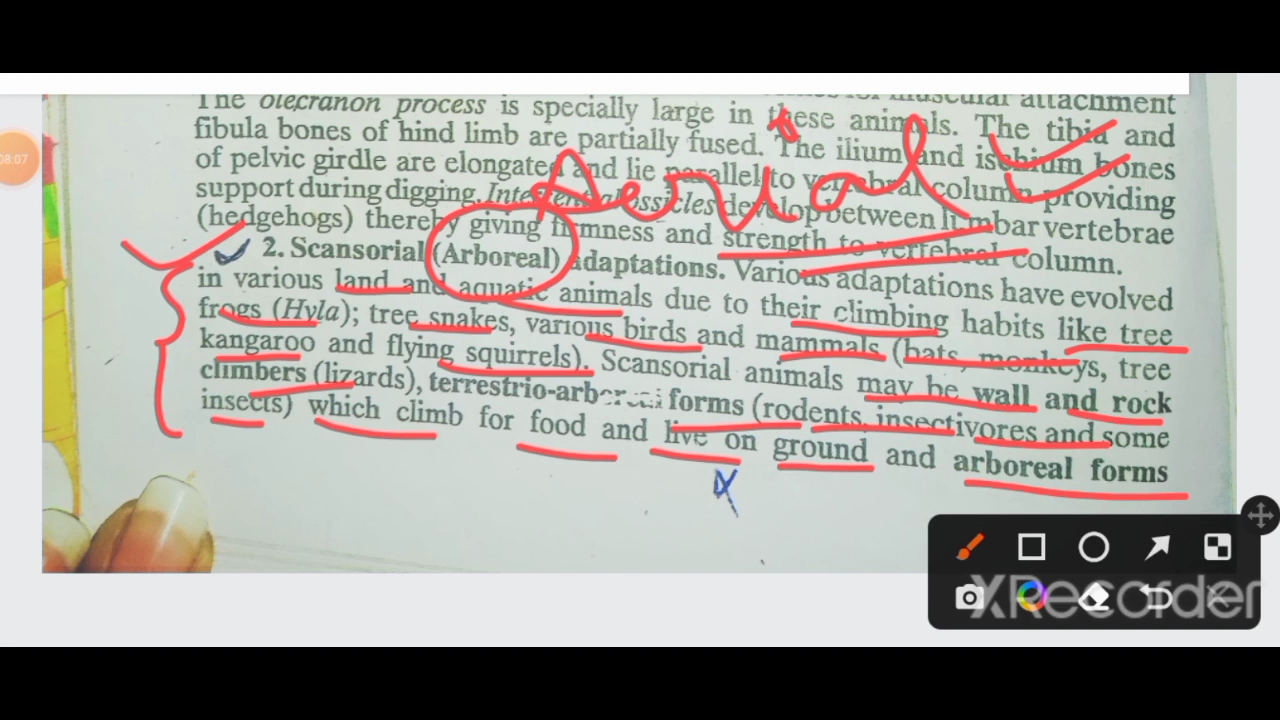 muscular attachment
The olecranon process is specially large in these animals. The tibia and
fibula bones of hind limb are partially fused. The ilium and ischium bones
of pelvic girdle are elongated and lie parallel to vertebral column providing
support during digging. Intercentral ossicles develop between lumbar vertebrae
(hedgehogs) thereby giving firmness and strength to vertebral column.
Aerial
2. Scansorial (Arboreal) adaptations. Various adaptations have evolved
in various land and aquatic animals due to their climbing habits like tree
frogs (Hyla); tree snakes, various birds and mammals (bats, monkeys, tree
kangaroo and flying squirrels). Scansorial animals may be wall and rock
climbers (lizards), terrestrio-arboreal forms (rodents, insectivores and some
insects) which climb for food and live on ground and arboreal forms
08:07
XRecorder